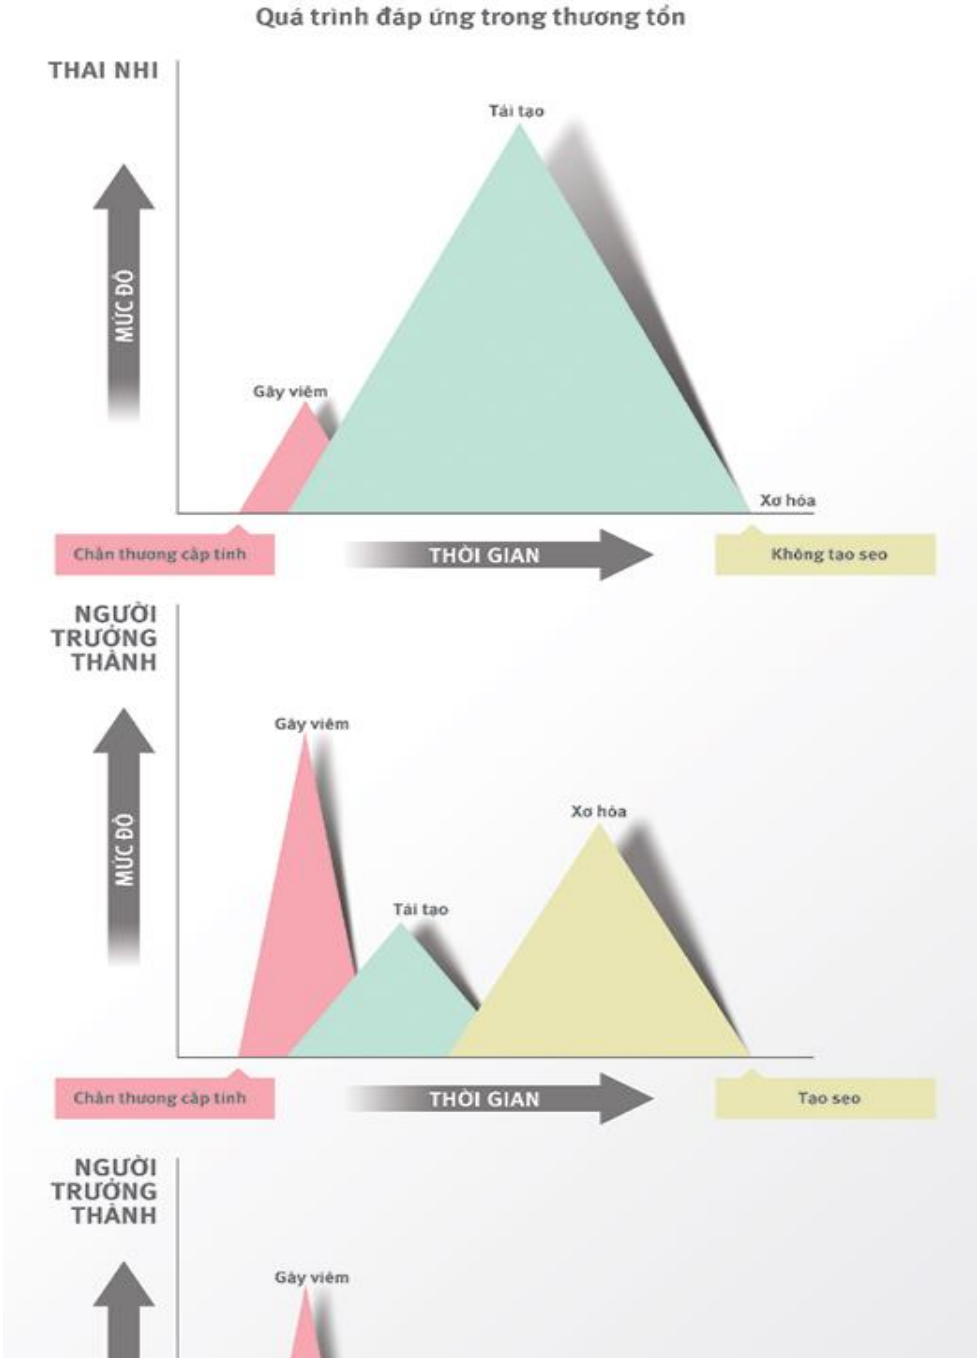 Quá trình đáp ứng trong thương tổn
THAI NHI
Tái tạo
MỨC ĐỘ
Gây viêm
Xơ hóa
Chấn thương cấp tính
THỜI GIAN
Không tạo sẹo
NGƯỜI
TRƯỞNG
THÀNH
Gây viêm
MỨC ĐỘ
Xơ hóa
Tái tạo
Chấn thương cấp tính
THỜI GIAN
Tạo sẹo
NGƯỜI
TRƯỞNG
THÀNH
Gây viêm